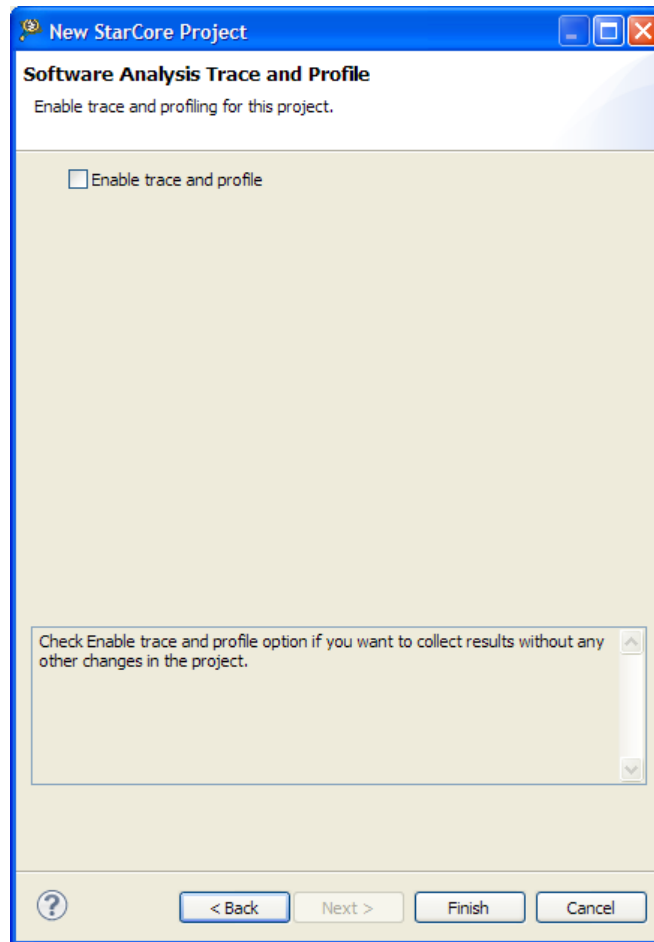 New StarCore Project
Software Analysis Trace and Profile
Enable trace and profiling for this project.
Enable trace and profile
Check Enable trace and profile option if you want to collect results without any
other changes in the project.
?
< Back
Next >
Finish
Cancel